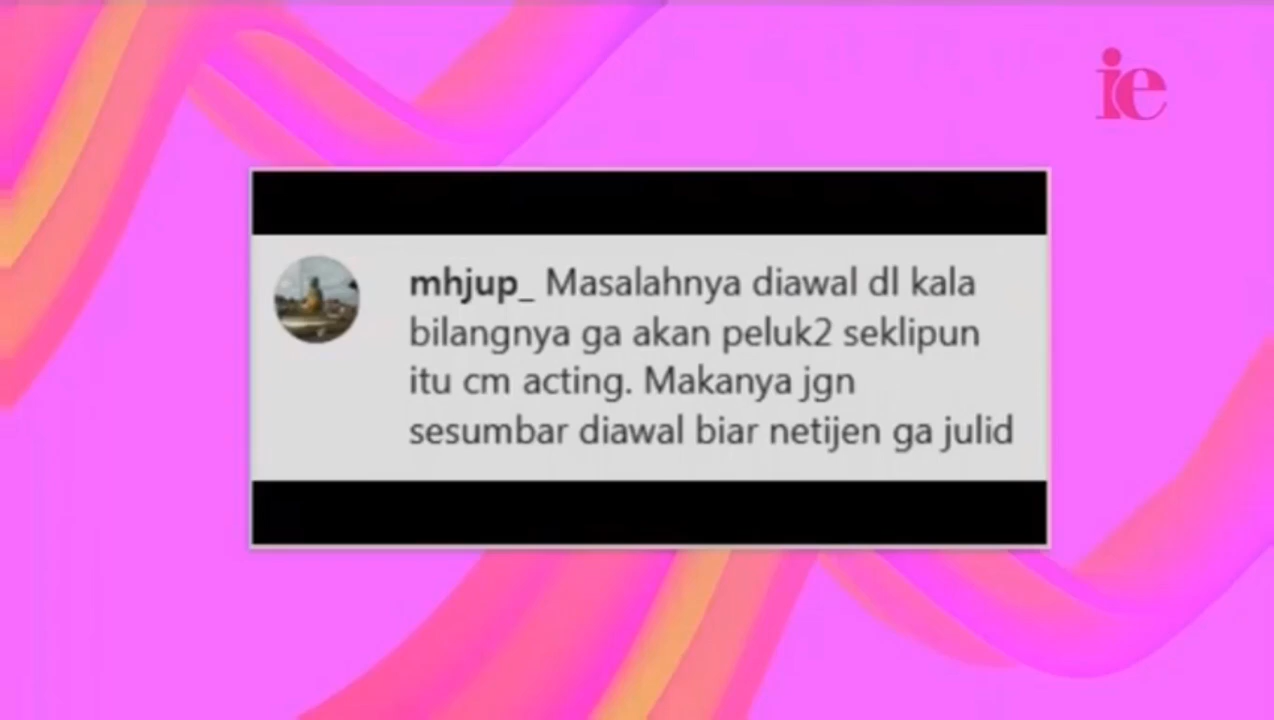 ie
mhjup_ Masalahnya diawal dl kala
bilangnya ga akan peluk2 seklipun
itu cm acting. Makanya jgn
sesumbar diawal biar netijen ga julid